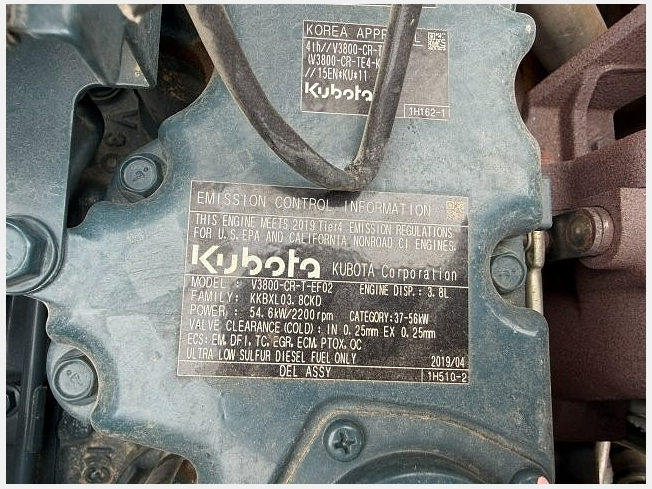 KOREA APPR L
4th//V3800-CR-T
(V3800-CR-TE4-K
//15EN+KU+11
Kubota
1H162-1
EMISSION CONTROL INFORMATION
THIS ENGINE MEETS 2019 Tier4 EMISSION REGULATIONS
FOR U.S.EPA AND CALIFORNIA NONROAD CI ENGINES.
Kubota KUBOTA Corporation
MODEL : V3800-CR-T-EF02 ENGINE DISP.: 3.8L
FAMILY: KKBXL03.8CKD
POWER : 54.6kW/2200rpm CATEGORY:37-56kW
VALVE CLEARANCE(COLD): IN 0.25mm EX 0.25mm
ECS: EM, DFI, TC, EGR, ECM, PTOX, OC
ULTRA LOW SULFUR DIESEL FUEL ONLY 2019/04
DEL ASSY 1H510-2